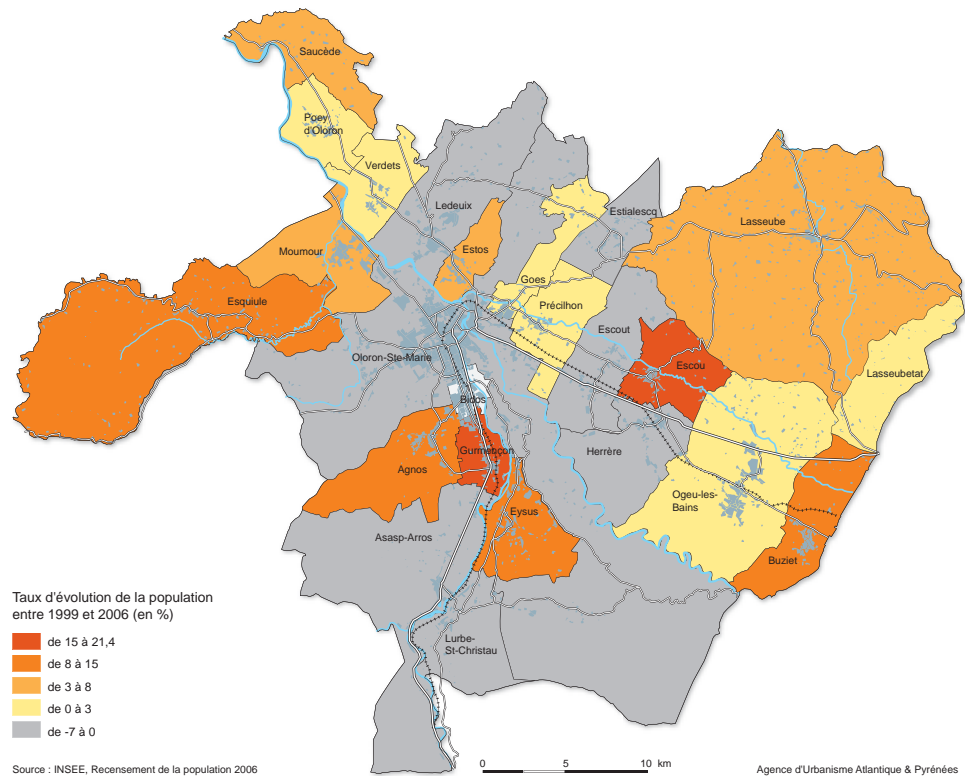 Saucède
Poey
d'Oloron
Verdets
Ledeuix
Estialescq
Lasseube
Moumour
Estos
Goes
Esquiule
Précilhon
Escout
Oloron-Ste-Marie
Escou
Lasseubetat
Bidos
Gurmençon
Herrère
Agnos
Ogeu-les-
Bains
Eysus
Asasp-Arros
Buziet
Lurbe-
St-Christau
Taux d'évolution de la population
entre 1999 et 2006 (en %)
de 15 à 21,4
de 8 à 15
de 3 à 8
de 0 à 3
de -7 à 0
0 5 10 km
Source : INSEE, Recensement de la population 2006
Agence d'Urbanisme Atlantique & Pyrénées